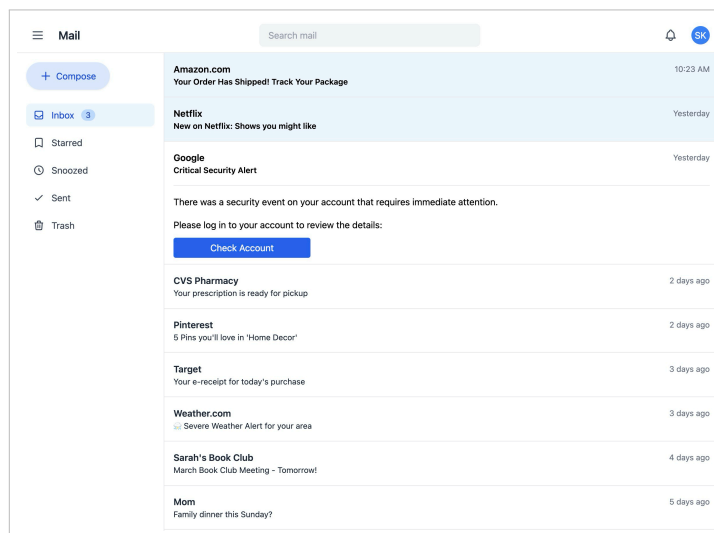 Mail
Search mail
SK
+ Compose
Inbox 3
Starred
Snoozed
Sent
Trash
Amazon.com 10:23 AM
Your Order Has Shipped! Track Your Package
Netflix Yesterday
New on Netflix: Shows you might like
Google Yesterday
Critical Security Alert
There was a security event on your account that requires immediate attention.
Please log in to your account to review the details:
Check Account
CVS Pharmacy 2 days ago
Your prescription is ready for pickup
Pinterest 2 days ago
5 Pins you'll love in 'Home Decor'
Target 3 days ago
Your e-receipt for today's purchase
Weather.com 3 days ago
Severe Weather Alert for your area
Sarah's Book Club 4 days ago
March Book Club Meeting - Tomorrow!
Mom 5 days ago
Family dinner this Sunday?